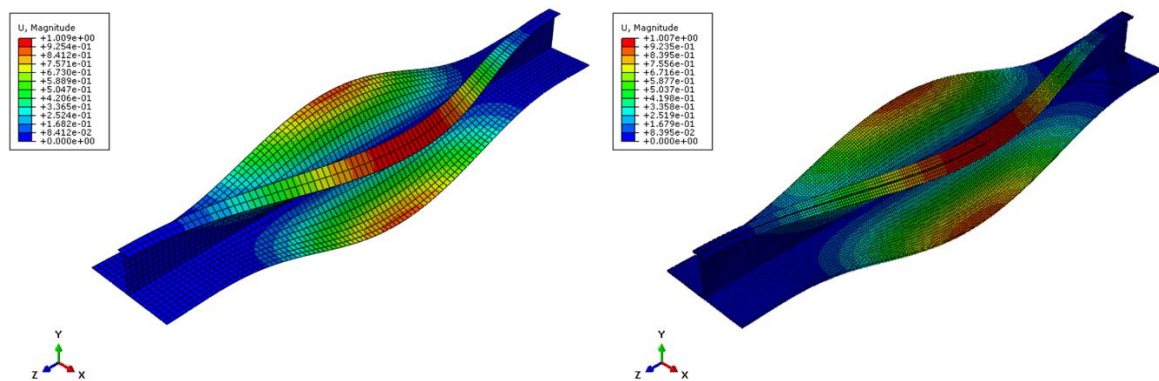 U, Magnitude
+1.009e+00
+9.254e-01
+8.412e-01
+7.571e-01
+6.730e-01
+5.889e-01
+5.047e-01
+4.206e-01
+3.365e-01
+2.524e-01
+1.682e-01
+8.412e-02
+0.000e+00
Y
Z
X
U, Magnitude
+1.007e+00
+9.235e-01
+8.395e-01
+7.556e-01
+6.716e-01
+5.877e-01
+5.037e-01
+4.198e-01
+3.358e-01
+2.519e-01
+1.679e-01
+8.395e-02
+0.000e+00
Y
Z
X